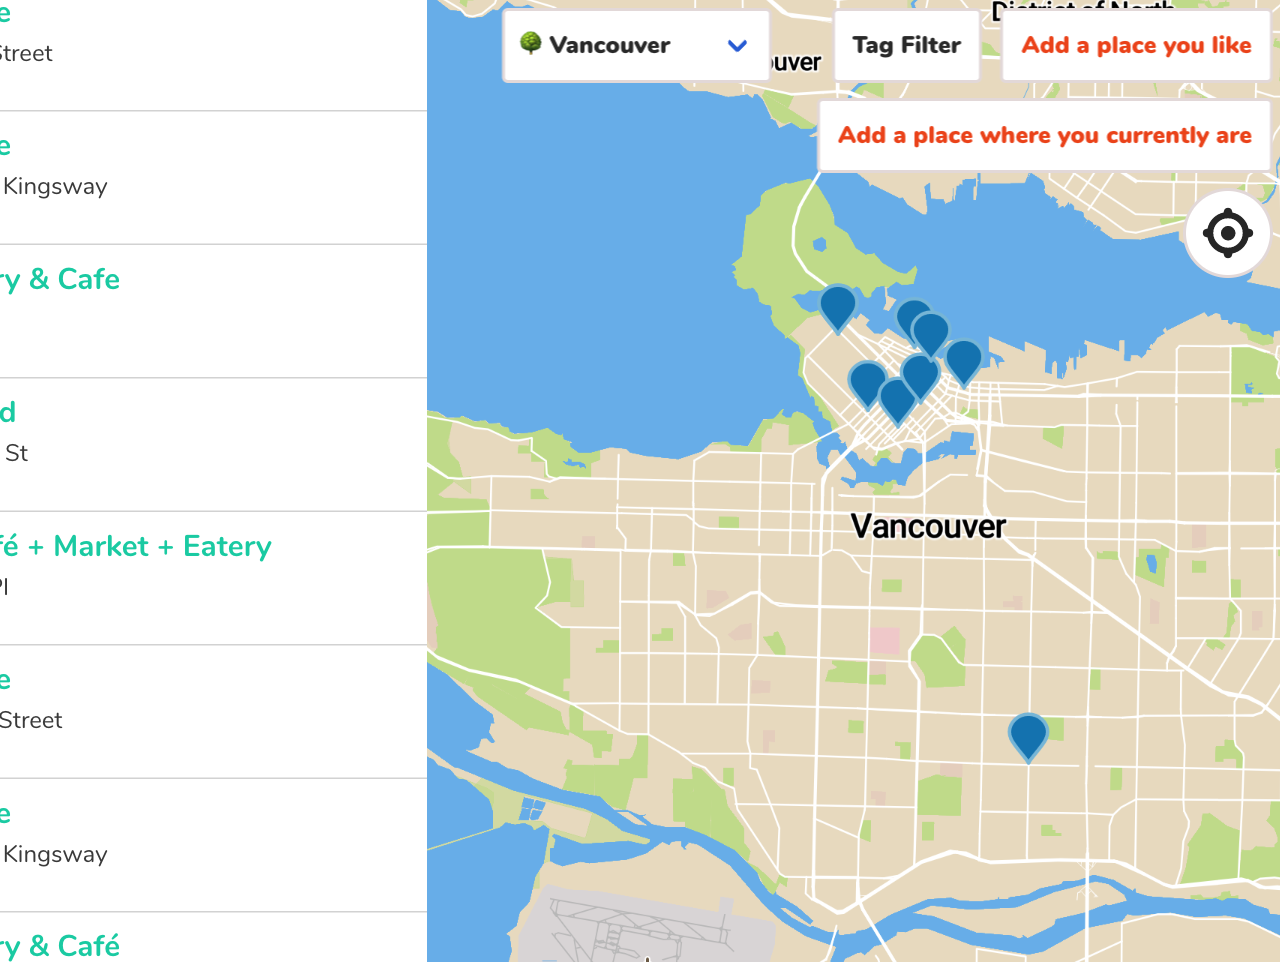 e
Street
e
Kingsway
ry & Cafe
d
St
fé + Market + Eatery
Pl
e
Street
e
Kingsway
ry & Café
Vancouver
Tag Filter
Add a place you like
Add a place where you currently are
District of North
ouver
Vancouver